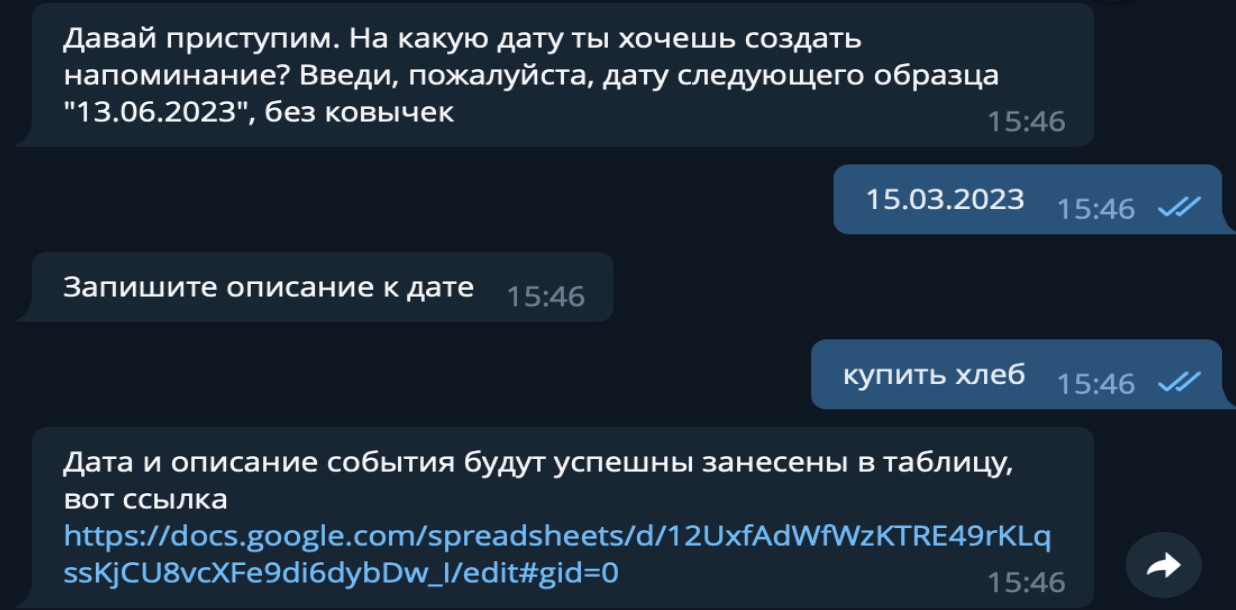 Давай приступим. На какую дату ты хочешь создать
напоминание? Введи, пожалуйста, дату следующего образца
"13.06.2023", без ковычек
15:46
15.03.2023 15:46
Запишите описание к дате 15:46
купить хлеб 15:46
Дата и описание события будут успешны занесены в таблицу,
вот ссылка
https://docs.google.com/spreadsheets/d/12UxfAdWfWzKTRE49rKLq
ssKjCU8vcXFe9di6dybDw_I/edit#gid=0
15:46